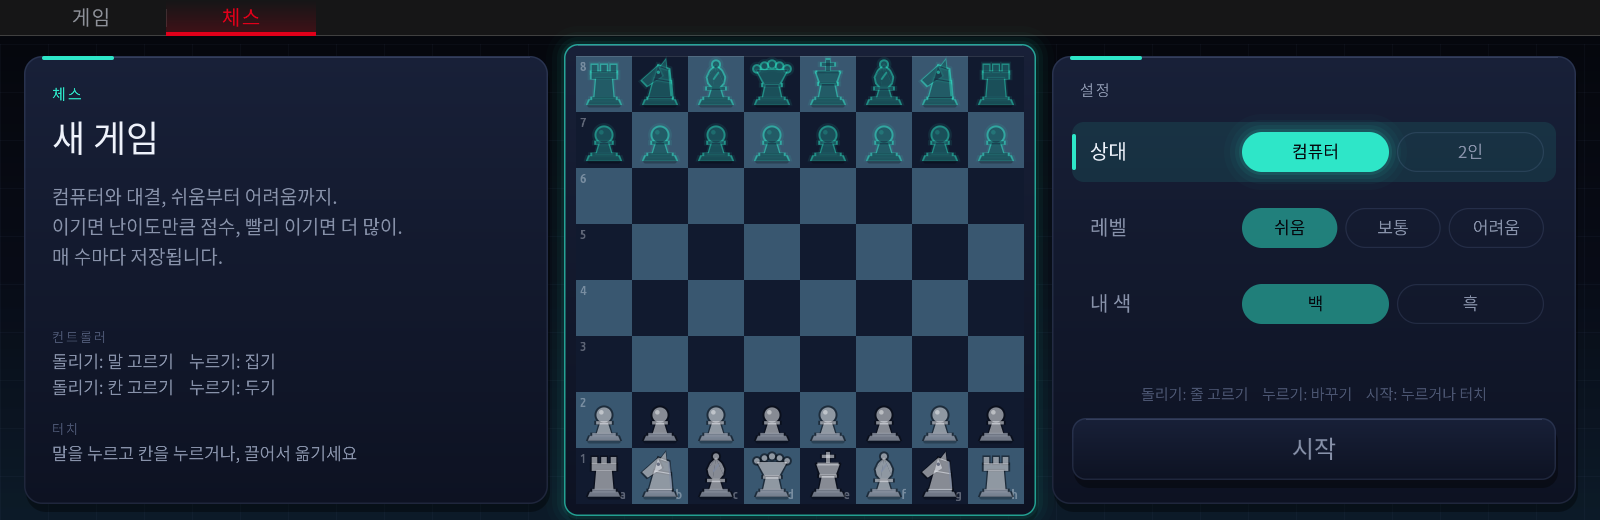 게임 체스
체스
새 게임
컴퓨터와 대결, 쉬움부터 어려움까지.
이기면 난이도만큼 점수, 빨리 이기면 더 많이.
매 수마다 저장됩니다.
컨트롤러
돌리기: 말 고르기 누르기: 집기
돌리기: 칸 고르기 누르기: 두기
터치
말을 누르고 칸을 누르거나, 끌어서 옮기세요
8
7
6
5
4
3
2
1
a b c d e f g h
설정
상대 컴퓨터 2인
레벨 쉬움 보통 어려움
내 색 백 흑
돌리기: 줄 고르기 누르기: 바꾸기 시작: 누르거나 터치
시작